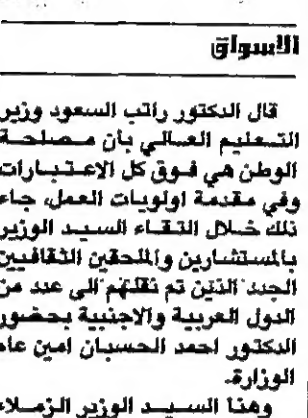 الاسواق
قال الدكتور راتب السعود وزير
التعليم العالي بأن مصلحة
الوطن هي فوق كل الاعتبارات
وفي مقدمة اولويات العمل، جاء
ذلك خلال التقاء السيد الوزير
بالمستشارين والملحقين الثقافيين
الجدد الذين تم نقلهم الى عدد من
الدول العربية والاجنبية بحضور
الدكتور احمد الحسبان امين عام
الوزارة.
وهنأ السيد الوزير الزملاء